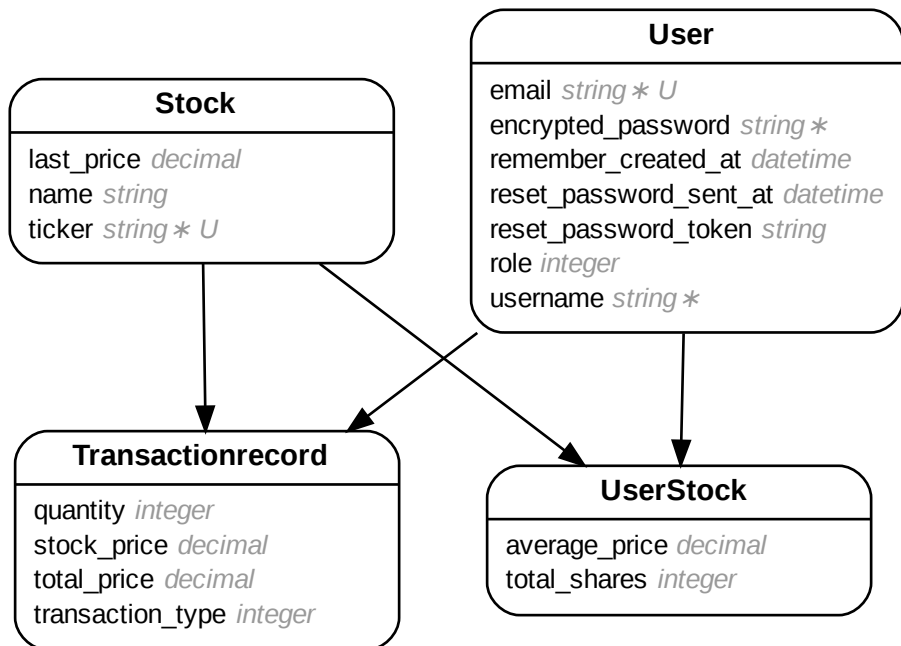 Stock
last_price decimal
name string
ticker string ∗ U
User
email string ∗ U
encrypted_password string ∗
remember_created_at datetime
reset_password_sent_at datetime
reset_password_token string
role integer
username string ∗
Transactionrecord
quantity integer
stock_price decimal
total_price decimal
transaction_type integer
UserStock
average_price decimal
total_shares integer